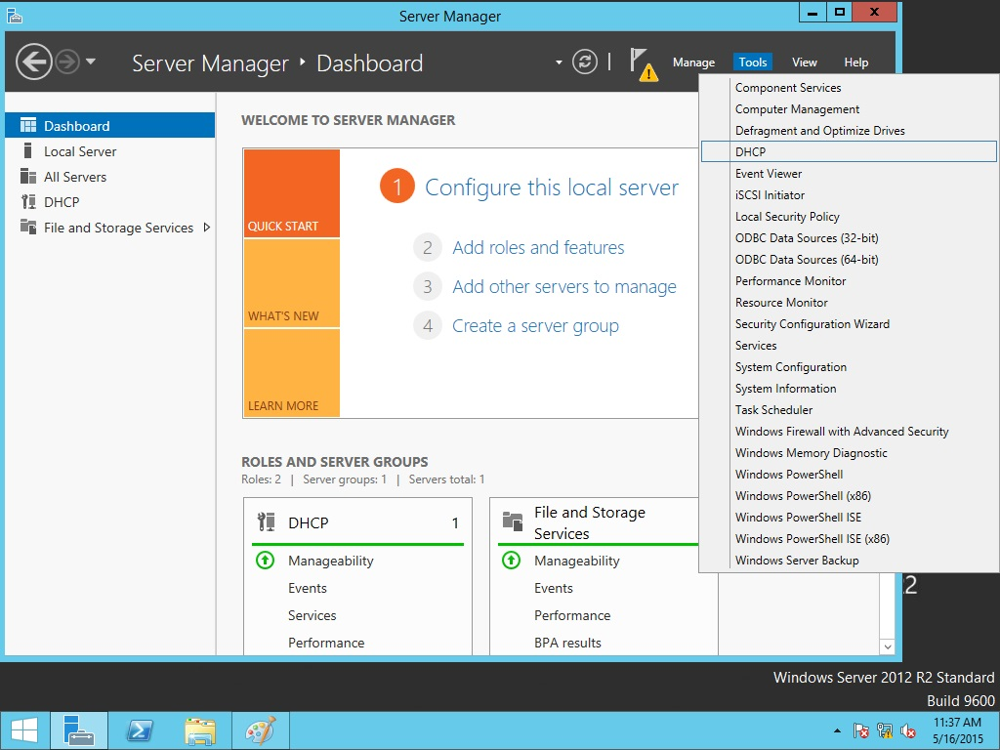 Server Manager
Server Manager ‣ Dashboard
Manage
Tools
View
Help
Dashboard
Local Server
All Servers
DHCP
File and Storage Services
WELCOME TO SERVER MANAGER
QUICK START
WHAT'S NEW
LEARN MORE
1 Configure this local server
2 Add roles and features
3 Add other servers to manage
4 Create a server group
ROLES AND SERVER GROUPS
Roles: 2 | Server groups: 1 | Servers total: 1
DHCP 1
Manageability
Events
Services
Performance
File and Storage
Services
Manageability
Events
Performance
BPA results
Component Services
Computer Management
Defragment and Optimize Drives
DHCP
Event Viewer
iSCSI Initiator
Local Security Policy
ODBC Data Sources (32-bit)
ODBC Data Sources (64-bit)
Performance Monitor
Resource Monitor
Security Configuration Wizard
Services
System Configuration
System Information
Task Scheduler
Windows Firewall with Advanced Security
Windows Memory Diagnostic
Windows PowerShell
Windows PowerShell (x86)
Windows PowerShell ISE
Windows PowerShell ISE (x86)
Windows Server Backup
Windows Server 2012 R2 Standard
Build 9600
11:37 AM
5/16/2015